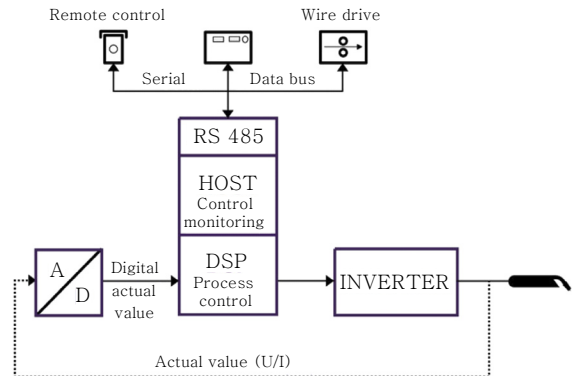 Remote control
Wire drive
Serial
Data bus
RS 485
HOST
Control
monitoring
A
D
Digital
actual
value
DSP
Process
control
INVERTER
Actual value (U/I)